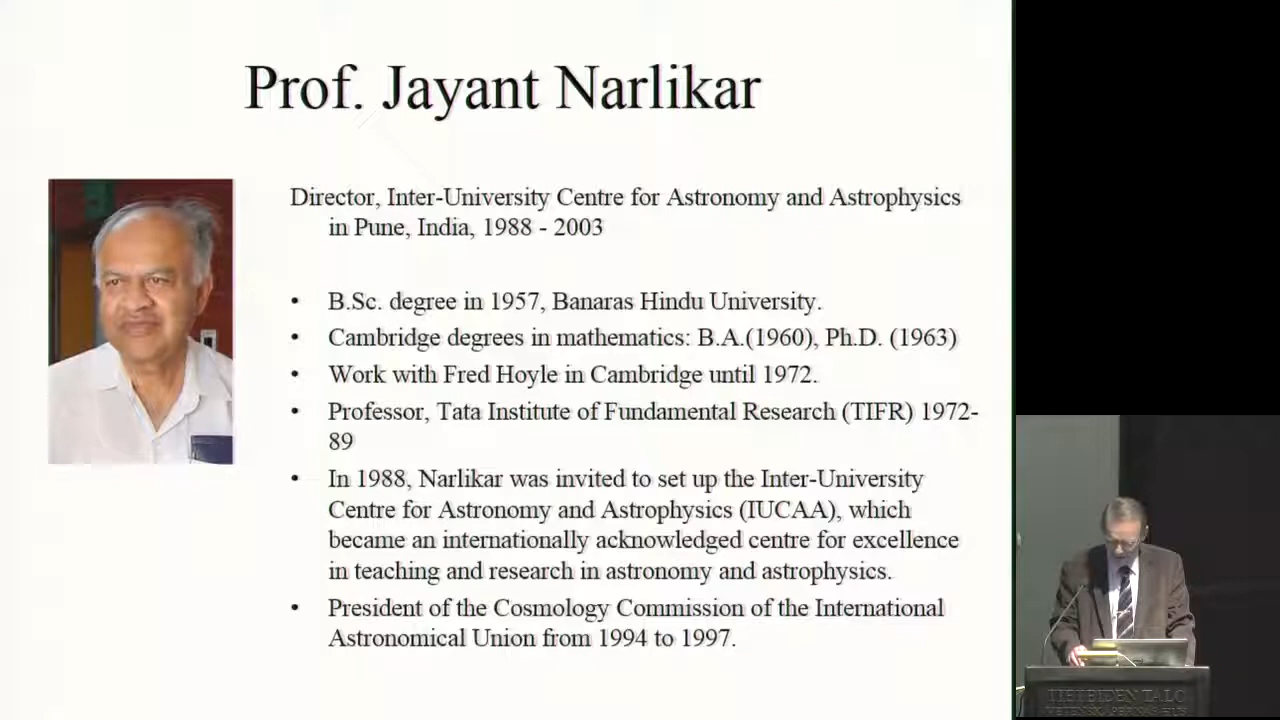 Prof. Jayant Narlikar
Director, Inter-University Centre for Astronomy and Astrophysics
in Pune, India, 1988 - 2003
• B.Sc. degree in 1957, Banaras Hindu University.
• Cambridge degrees in mathematics: B.A.(1960), Ph.D. (1963)
• Work with Fred Hoyle in Cambridge until 1972.
• Professor, Tata Institute of Fundamental Research (TIFR) 1972-
89
• In 1988, Narlikar was invited to set up the Inter-University
Centre for Astronomy and Astrophysics (IUCAA), which
became an internationally acknowledged centre for excellence
in teaching and research in astronomy and astrophysics.
• President of the Cosmology Commission of the International
Astronomical Union from 1994 to 1997.
TIETEIDEN TALO